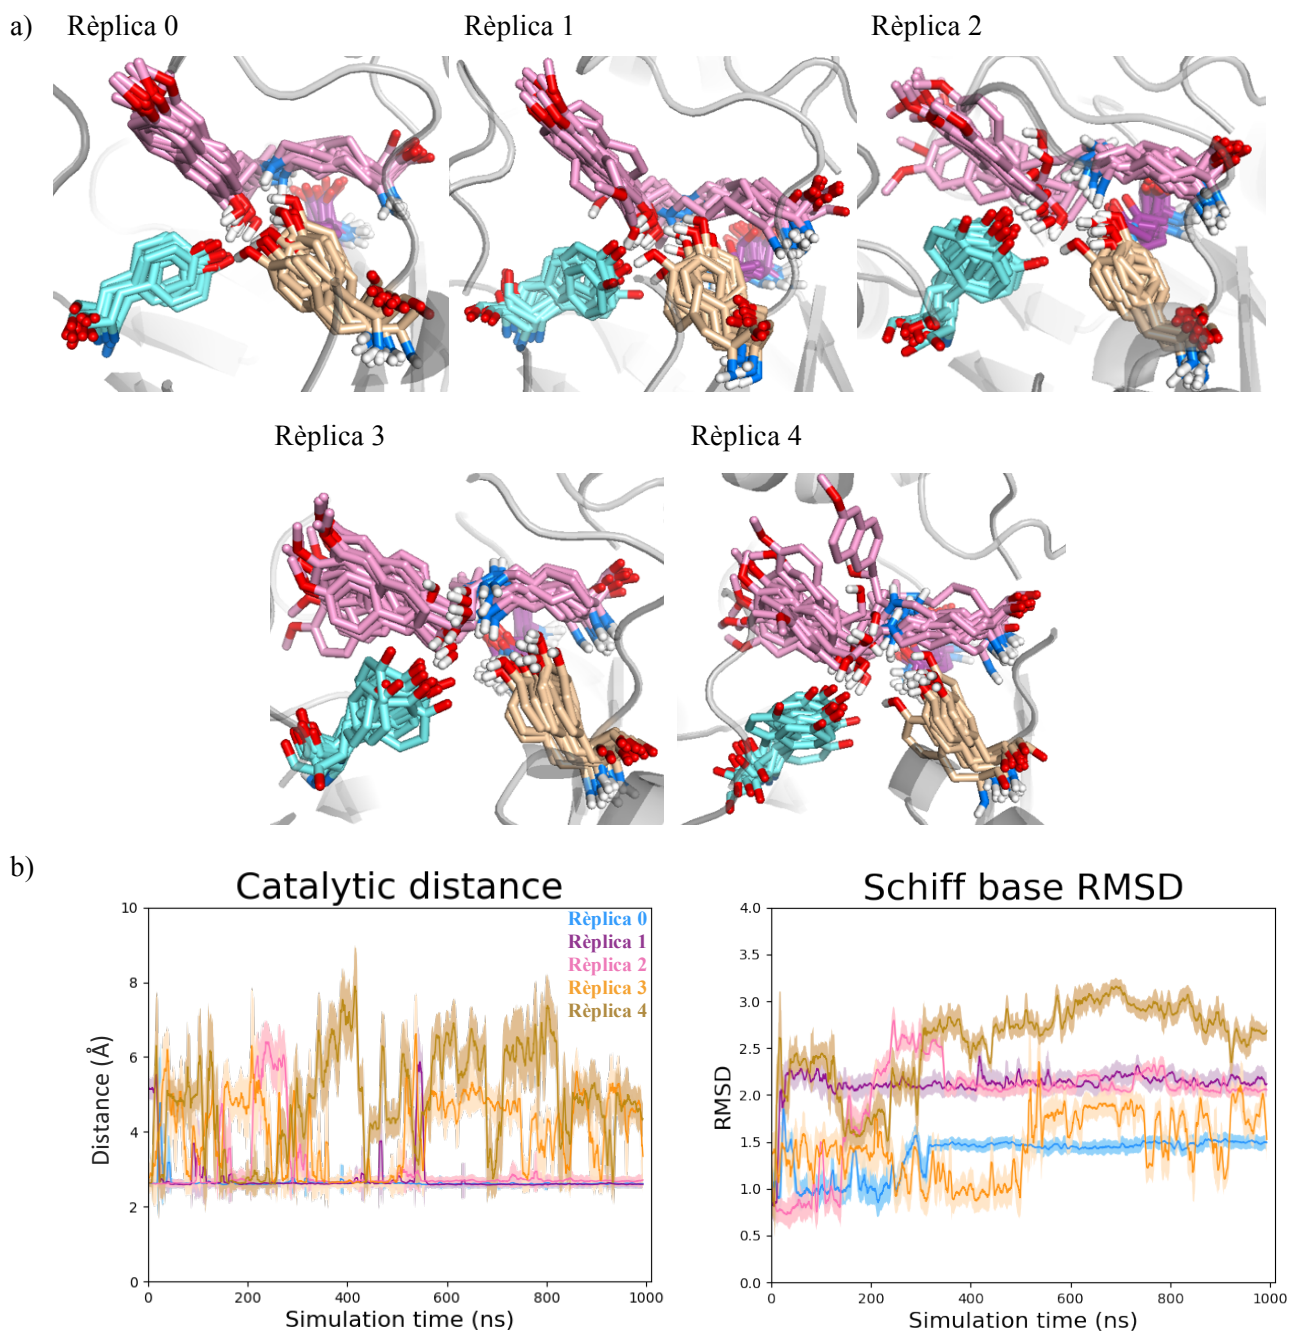 a) Rèplica 0 Rèplica 1 Rèplica 2
Rèplica 3 Rèplica 4
b)
Catalytic distance
10
8
6
4
2
0
Distance (Å)
Rèplica 0
Rèplica 1
Rèplica 2
Rèplica 3
Rèplica 4
0 200 400 600 800 1000
Simulation time (ns)
Schiff base RMSD
4.0
3.5
3.0
2.5
2.0
1.5
1.0
0.5
0.0
RMSD
0 200 400 600 800 1000
Simulation time (ns)